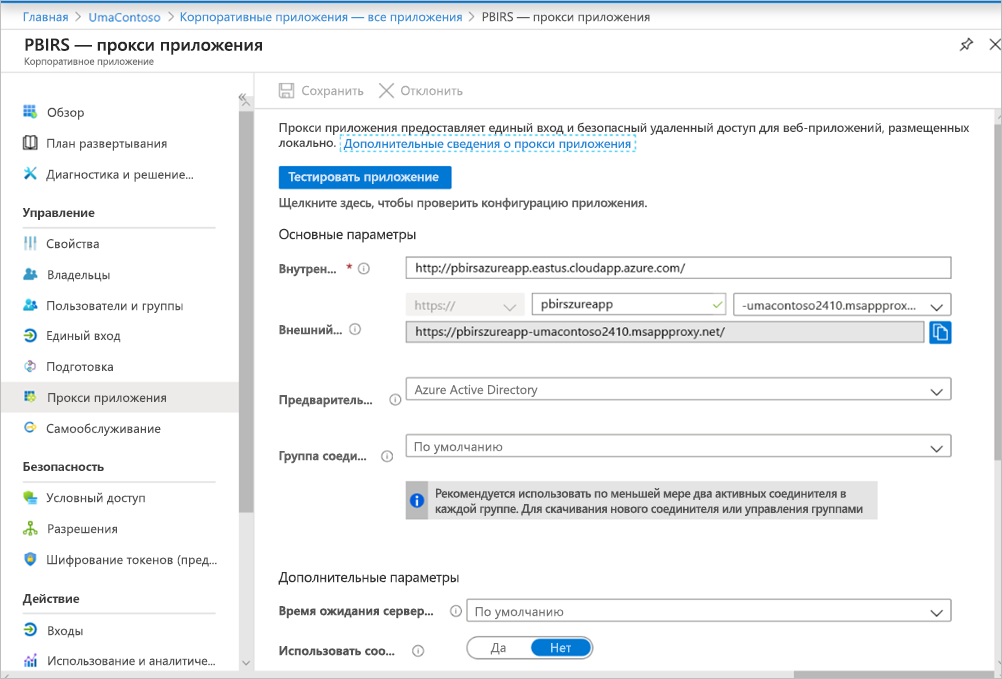 Главная > UmaContoso > Корпоративные приложения — все приложения > PBIRS — прокси приложения
PBIRS — прокси приложения
Корпоративное приложение
Обзор
План развертывания
Диагностика и решение...
Управление
Свойства
Владельцы
Пользователи и группы
Единый вход
Подготовка
Прокси приложения
Самообслуживание
Безопасность
Условный доступ
Разрешения
Шифрование токенов (пред...
Действие
Входы
Использование и аналитиче...
Сохранить Отклонить
Прокси приложения предоставляет единый вход и безопасный удаленный доступ для веб-приложений, размещенных
локально. Дополнительные сведения о прокси приложения
Тестировать приложение
Щелкните здесь, чтобы проверить конфигурацию приложения.
Основные параметры
Внутрен... * http://pbirsazureapp.eastus.cloudapp.azure.com/
https:// pbirszureapp -umacontoso2410.msappprox...
Внешний... https://pbirszureapp-umacontoso2410.msappproxy.net/
Предваритель... Azure Active Directory
Группа соеди... По умолчанию
Рекомендуется использовать по меньшей мере два активных соединителя в
каждой группе. Для скачивания нового соединителя или управления группами
Дополнительные параметры
Время ожидания сервер... По умолчанию
Использовать соо... Да Нет